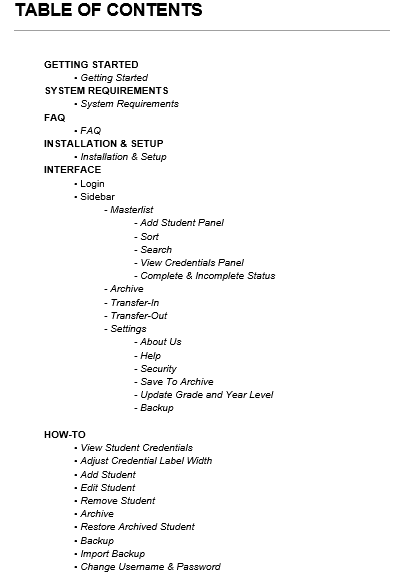 TABLE OF CONTENTS
GETTING STARTED
• Getting Started
SYSTEM REQUIREMENTS
• System Requirements
FAQ
• FAQ
INSTALLATION & SETUP
• Installation & Setup
INTERFACE
• Login
• Sidebar
- Masterlist
- Add Student Panel
- Sort
- Search
- View Credentials Panel
- Complete & Incomplete Status
- Archive
- Transfer-In
- Transfer-Out
- Settings
- About Us
- Help
- Security
- Save To Archive
- Update Grade and Year Level
- Backup
HOW-TO
• View Student Credentials
• Adjust Credential Label Width
• Add Student
• Edit Student
• Remove Student
• Archive
• Restore Archived Student
• Backup
• Import Backup
• Change Username & Password